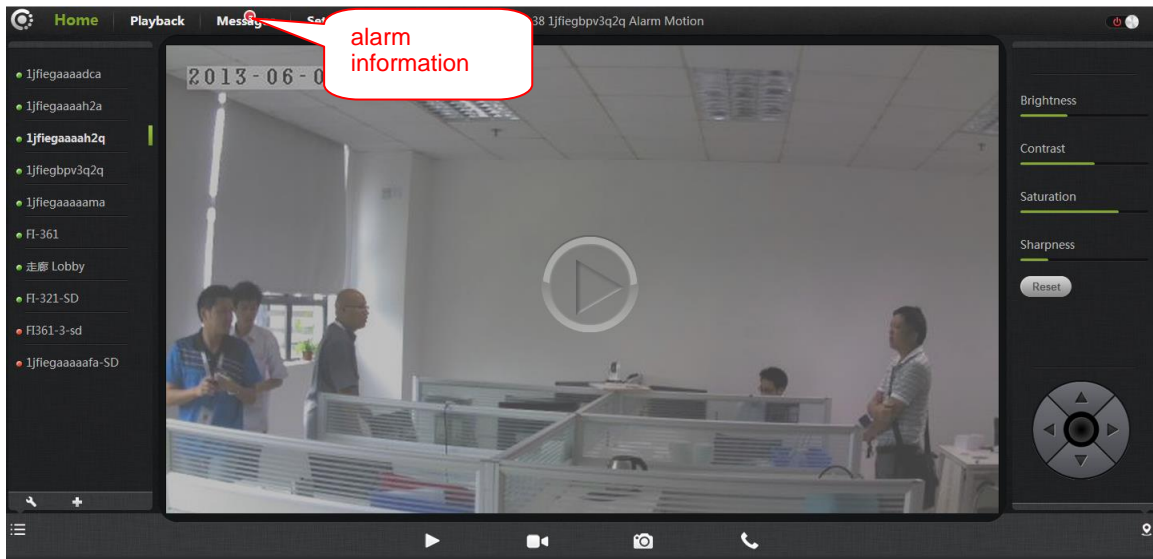 Home Playback Messag Set 38 1jfiegbpv3q2q Alarm Motion
alarm
information
2013-06-0
1jfiegaaaadca
1jfiegaaaah2a
1jfiegaaaah2q
1jfiegbpv3q2q
1jfiegaaaaama
FI-361
走廊 Lobby
FI-321-SD
FI361-3-sd
1jfiegaaaaafa-SD
Brightness
Contrast
Saturation
Sharpness
Reset